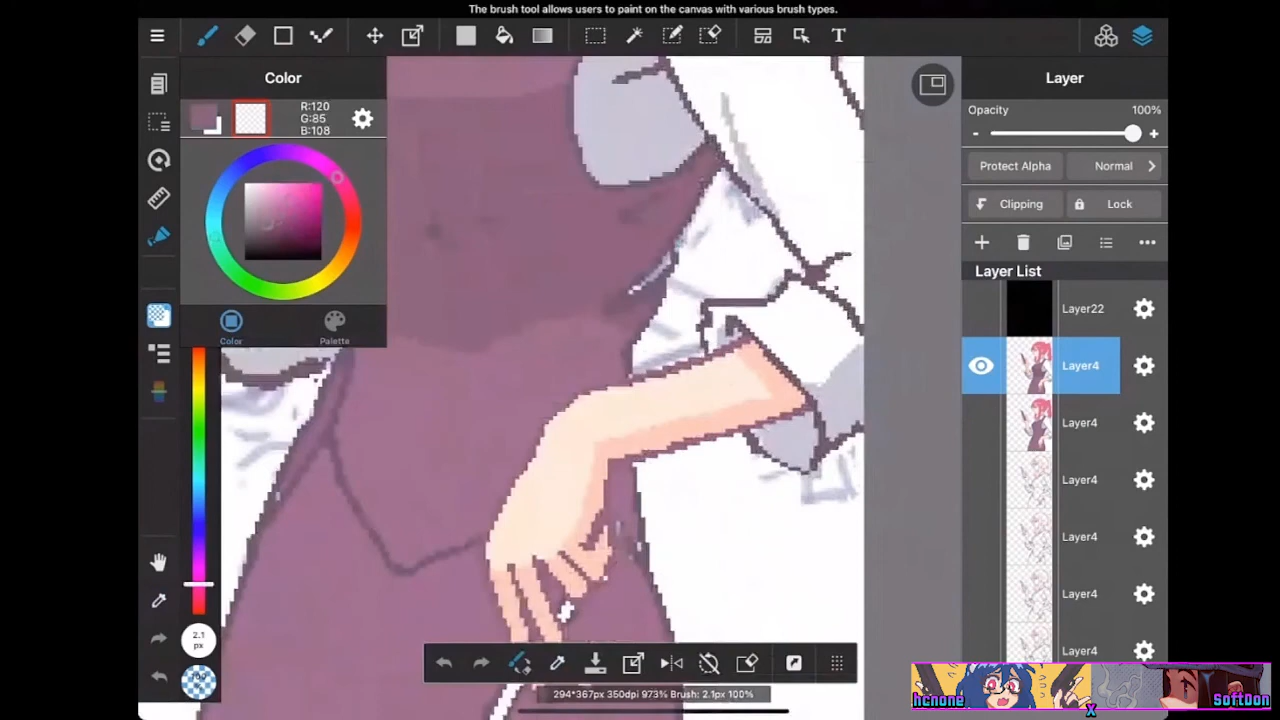 The brush tool allows users to paint on the canvas with various brush types.
T
Color
R:120
G:85
B:108
Color
Palette
2.1
px
100
294*367px 350dpi 973% Brush: 2.1px 100%
Layer
Opacity
100%
- +
Protect Alpha
Normal
Clipping
Lock
Layer List
Layer22
Layer4
Layer4
Layer4
Layer4
Layer4
Layer4
hcnone
X
SoftDon